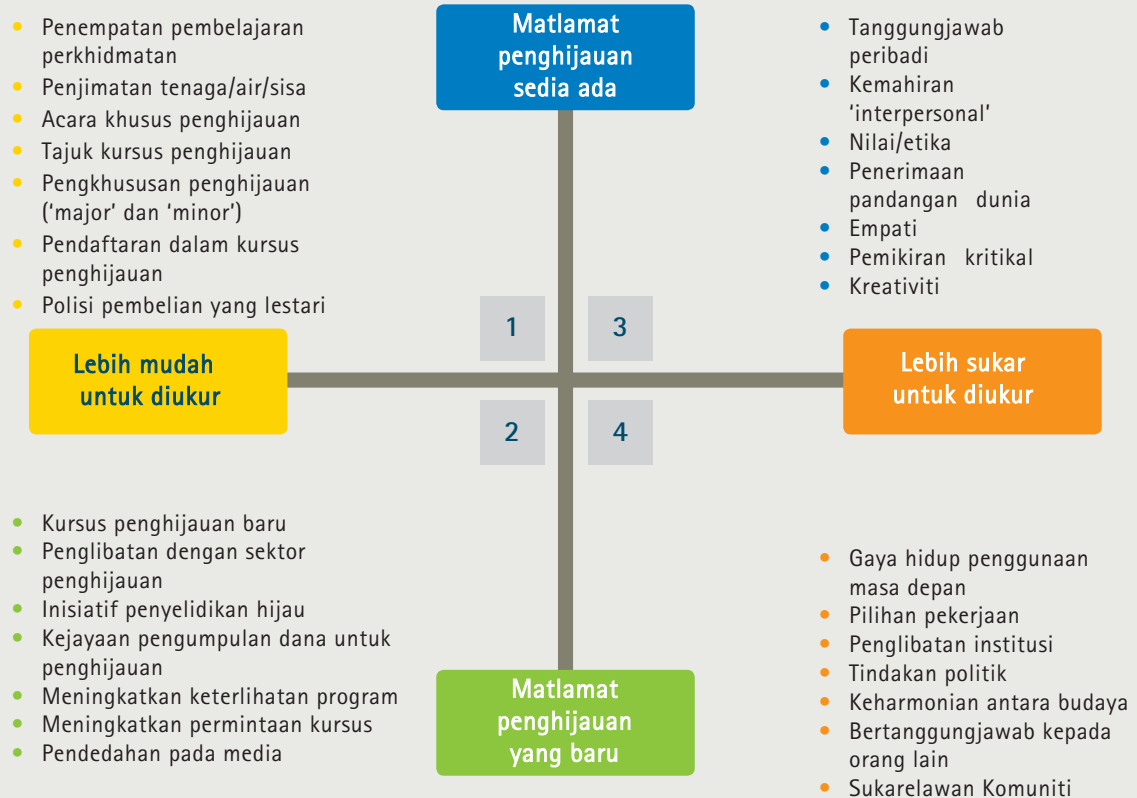 • Penempatan pembelajaran
perkhidmatan
• Penjimatan tenaga/air/sisa
• Acara khusus penghijauan
• Tajuk kursus penghijauan
• Pengkhususan penghijauan
('major' dan 'minor')
• Pendaftaran dalam kursus
penghijauan
• Polisi pembelian yang lestari
Matlamat
penghijauan
sedia ada
• Tanggungjawab
peribadi
• Kemahiran
'interpersonal'
• Nilai/etika
• Penerimaan
pandangan dunia
• Empati
• Pemikiran kritikal
• Kreativiti
1
3
Lebih mudah
untuk diukur
Lebih sukar
untuk diukur
2
4
• Kursus penghijauan baru
• Penglibatan dengan sektor
penghijauan
• Inisiatif penyelidikan hijau
• Kejayaan pengumpulan dana untuk
penghijauan
• Meningkatkan keterlihatan program
• Meningkatkan permintaan kursus
• Pendedahan pada media
Matlamat
penghijauan
yang baru
• Gaya hidup penggunaan
masa depan
• Pilihan pekerjaan
• Penglibatan institusi
• Tindakan politik
• Keharmonian antara budaya
• Bertanggungjawab kepada
orang lain
• Sukarelawan Komuniti